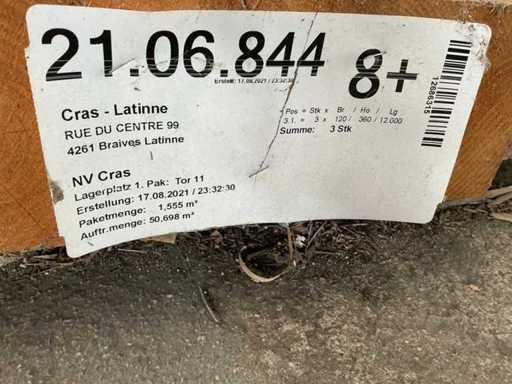 21.06.844 8+
Erstellt: 17.08.2021 / 23:32:30
Cras - Latinne
RUE DU CENTRE 99
4261 Braives Latinne
Pos = Stk x Br / Ho / Lg
3.1. = 3 x 120 / 360 / 12.000
Summe: 3 Stk
NV Cras
Lagerplatz 1. Pak: Tor 11
Erstellung: 17.08.2021 / 23:32:30
Paketmenge: 1,555 m³
Auftr.menge: 50,698 m³
12686315